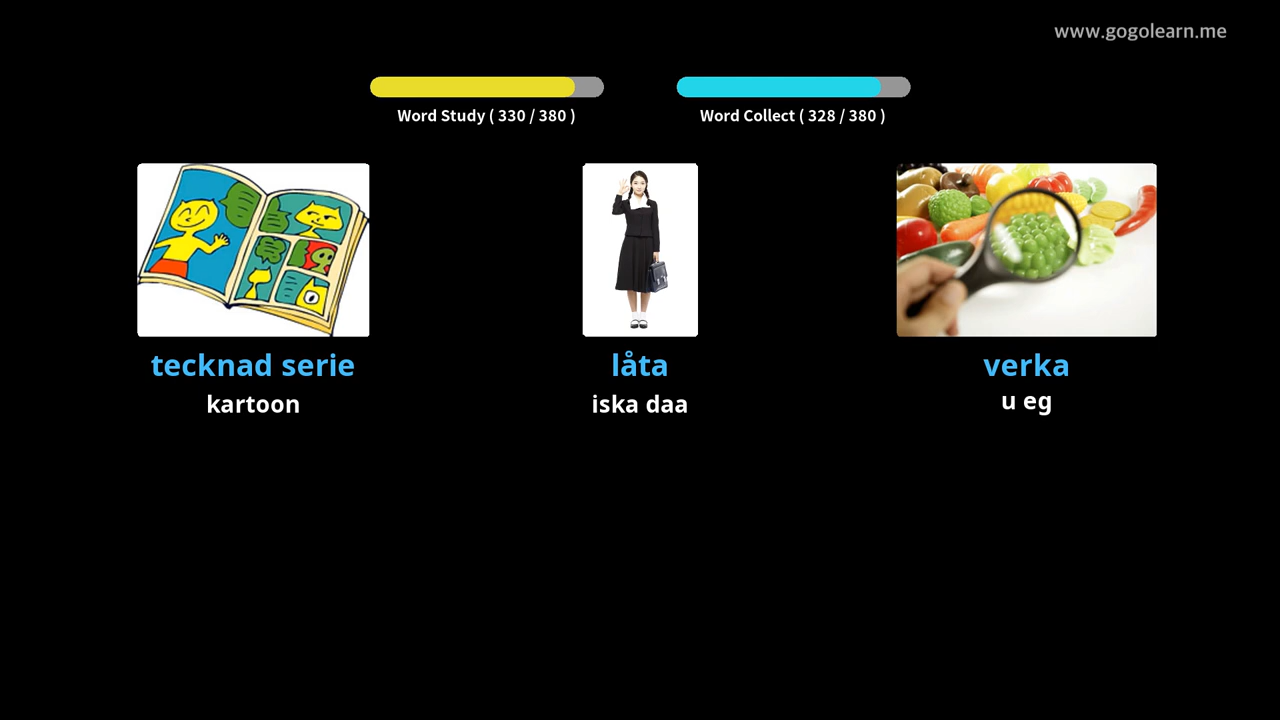 www.gogolearn.me
Word Study ( 330 / 380 )
Word Collect ( 328 / 380 )
tecknad serie
låta
verka
kartoon
iska daa
u eg